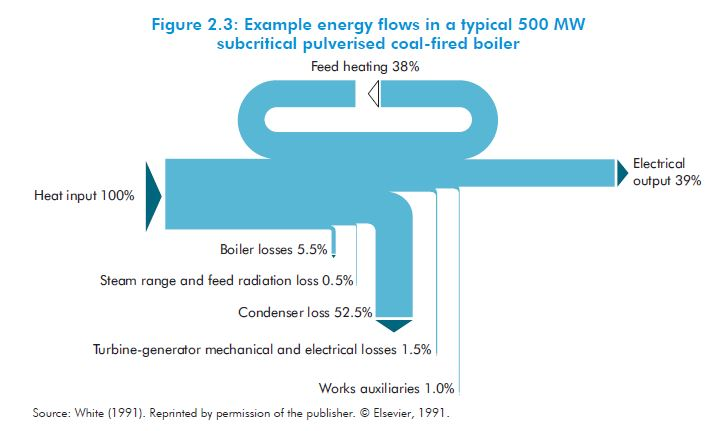 Figure 2.3: Example energy flows in a typical 500 MW
subcritical pulverised coal-fired boiler
Feed heating 38%
Electrical
output 39%
Heat input 100%
Boiler losses 5.5%
Steam range and feed radiation loss 0.5%
Condenser loss 52.5%
Turbine-generator mechanical and electrical losses 1.5%
Works auxiliaries 1.0%
Source: White (1991). Reprinted by permission of the publisher. © Elsevier, 1991.